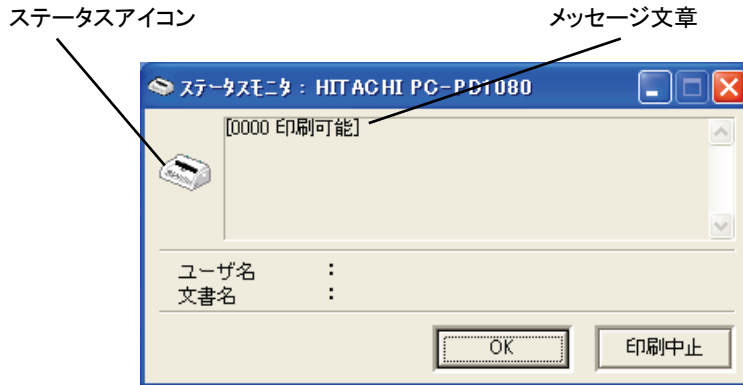 ステータスアイコン
メッセージ文章
ステータスモニタ : HITACHI PC-PD1080
[0000 印刷可能]
ユーザ名 :
文書名 :
OK
印刷中止